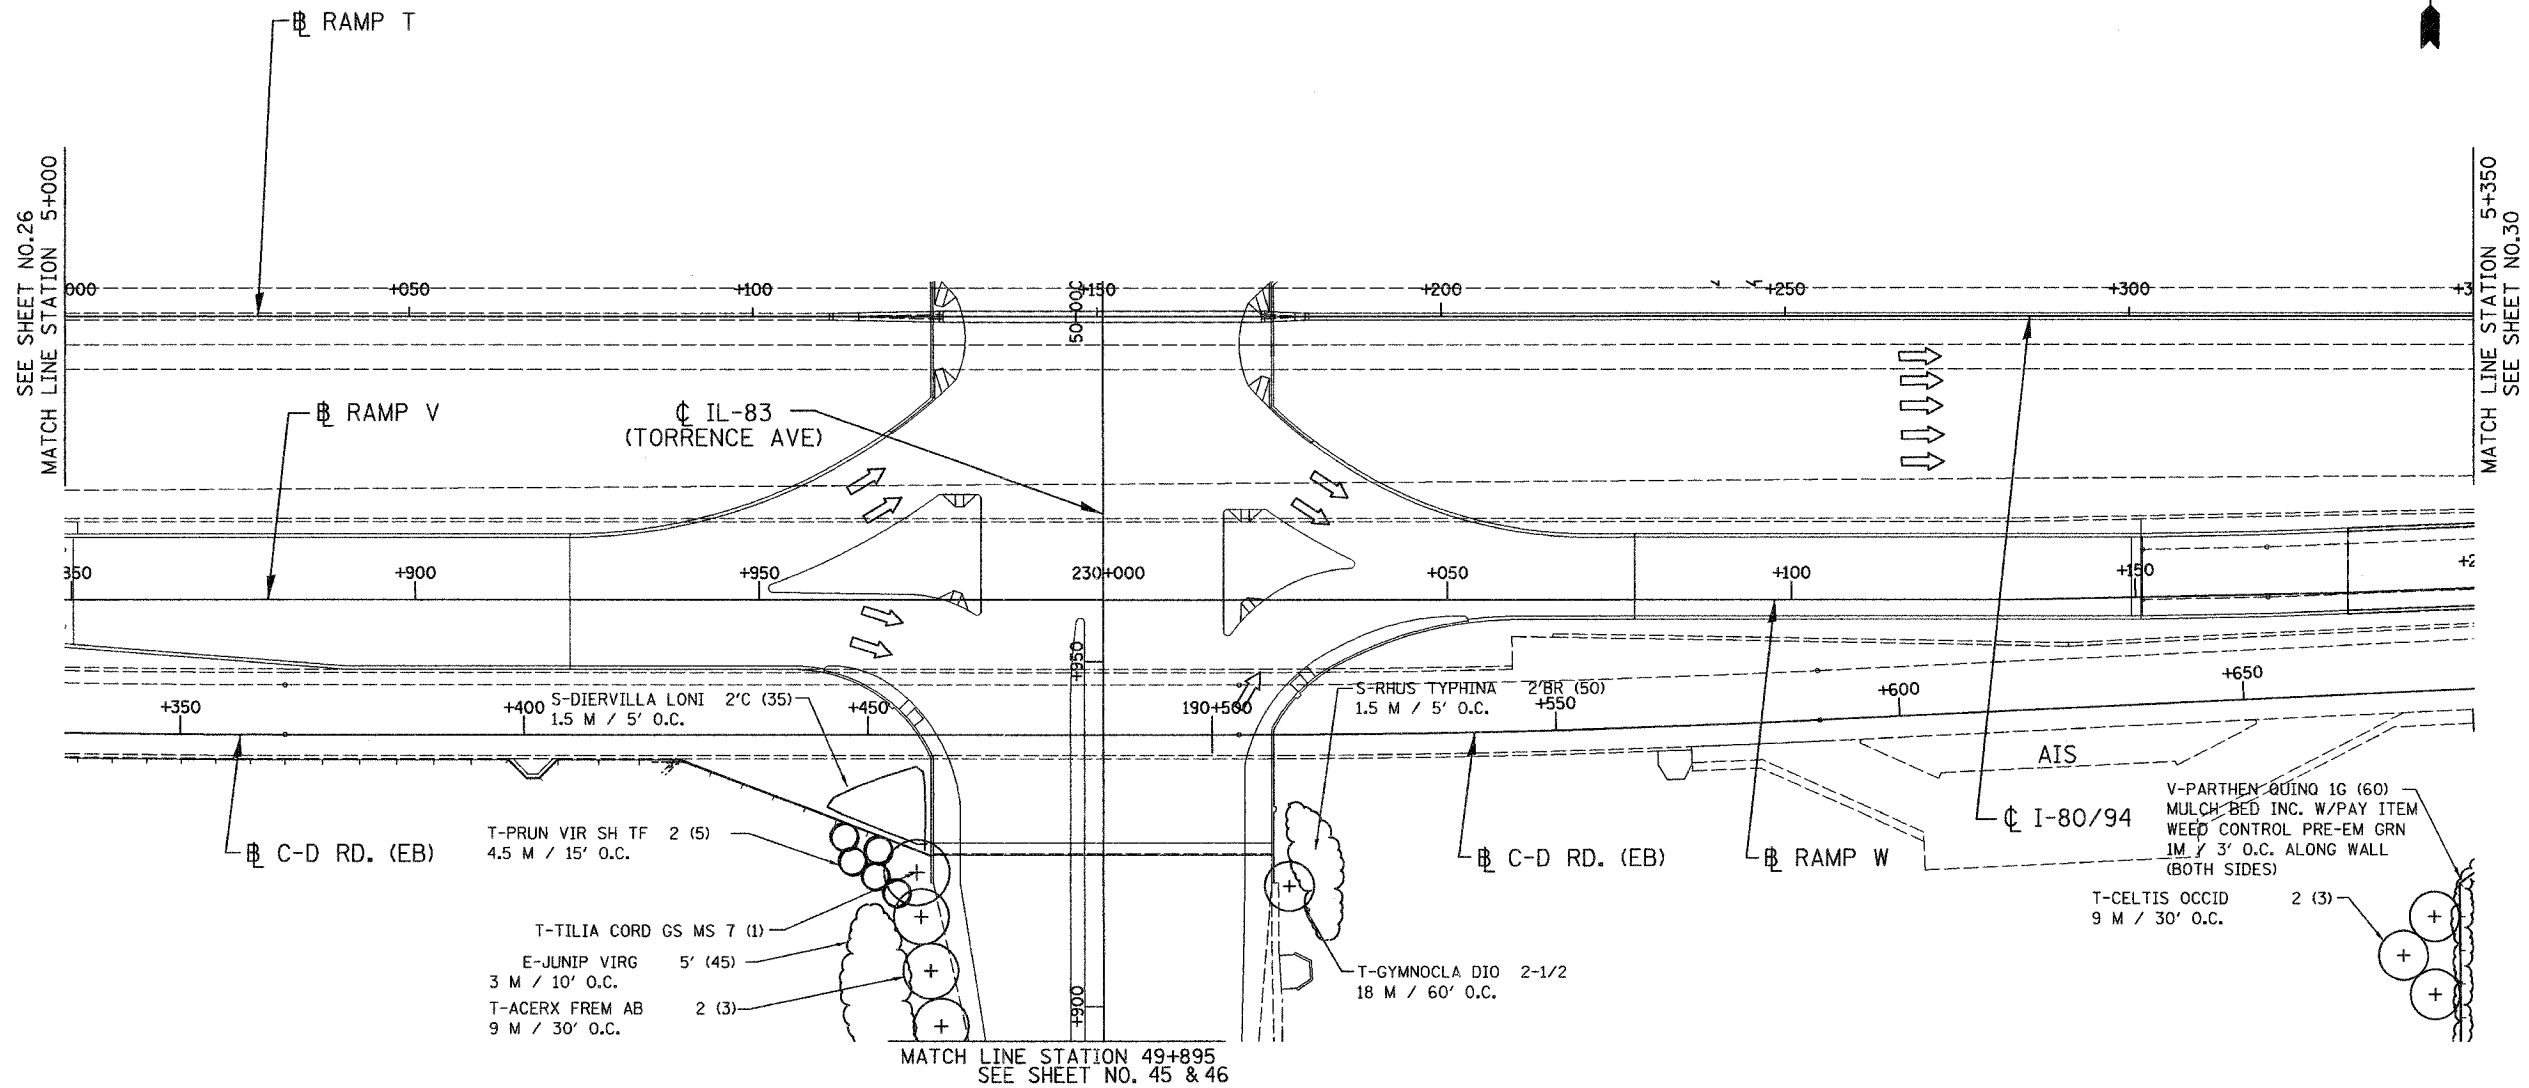 ℄ RAMP T
SEE SHEET NO.26
MATCH LINE STATION 5+000
MATCH LINE STATION 5+350
SEE SHEET NO.30
000
+050
+100
+150
+200
+250
+300
+3
50+000
℄ RAMP V
℄ IL-83
(TORRENCE AVE)
350
+900
+950
230+000
+050
+100
+150
+2
+950
+350
+400
+450
190+500
+550
+600
+650
S-DIERVILLA LONI 2'C (35)
1.5 M / 5' O.C.
S-RHUS TYPHINA 2'BR (50)
1.5 M / 5' O.C.
AIS
V-PARTHEN QUINQ 1G (60)
MULCH BED INC. W/PAY ITEM
WEED CONTROL PRE-EM GRN
1M / 3' O.C. ALONG WALL
(BOTH SIDES)
℄ I-80/94
T-PRUN VIR SH TF 2 (5)
4.5 M / 15' O.C.
℄ C-D RD. (EB)
℄ C-D RD. (EB)
℄ RAMP W
T-CELTIS OCCID 2 (3)
9 M / 30' O.C.
T-TILIA CORD GS MS 7 (1)
E-JUNIP VIRG 5' (45)
3 M / 10' O.C.
T-ACERX FREM AB 2 (3)
9 M / 30' O.C.
T-GYMNOCLA DIO 2-1/2
18 M / 60' O.C.
+900
MATCH LINE STATION 49+895
SEE SHEET NO. 45 & 46